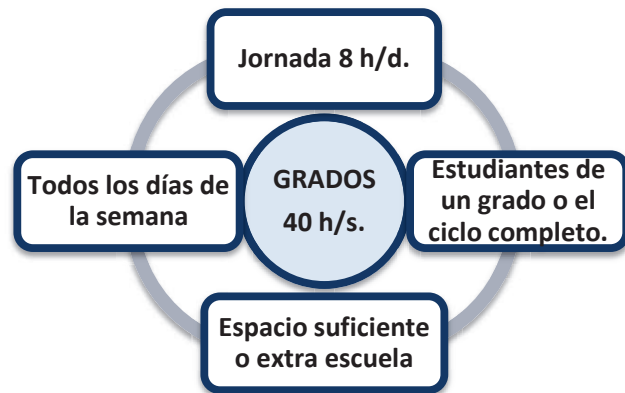 Jornada 8 h/d.
Todos los días de
la semana
GRADOS
40 h/s.
Estudiantes de
un grado o el
ciclo completo.
Espacio suficiente
o extra escuela